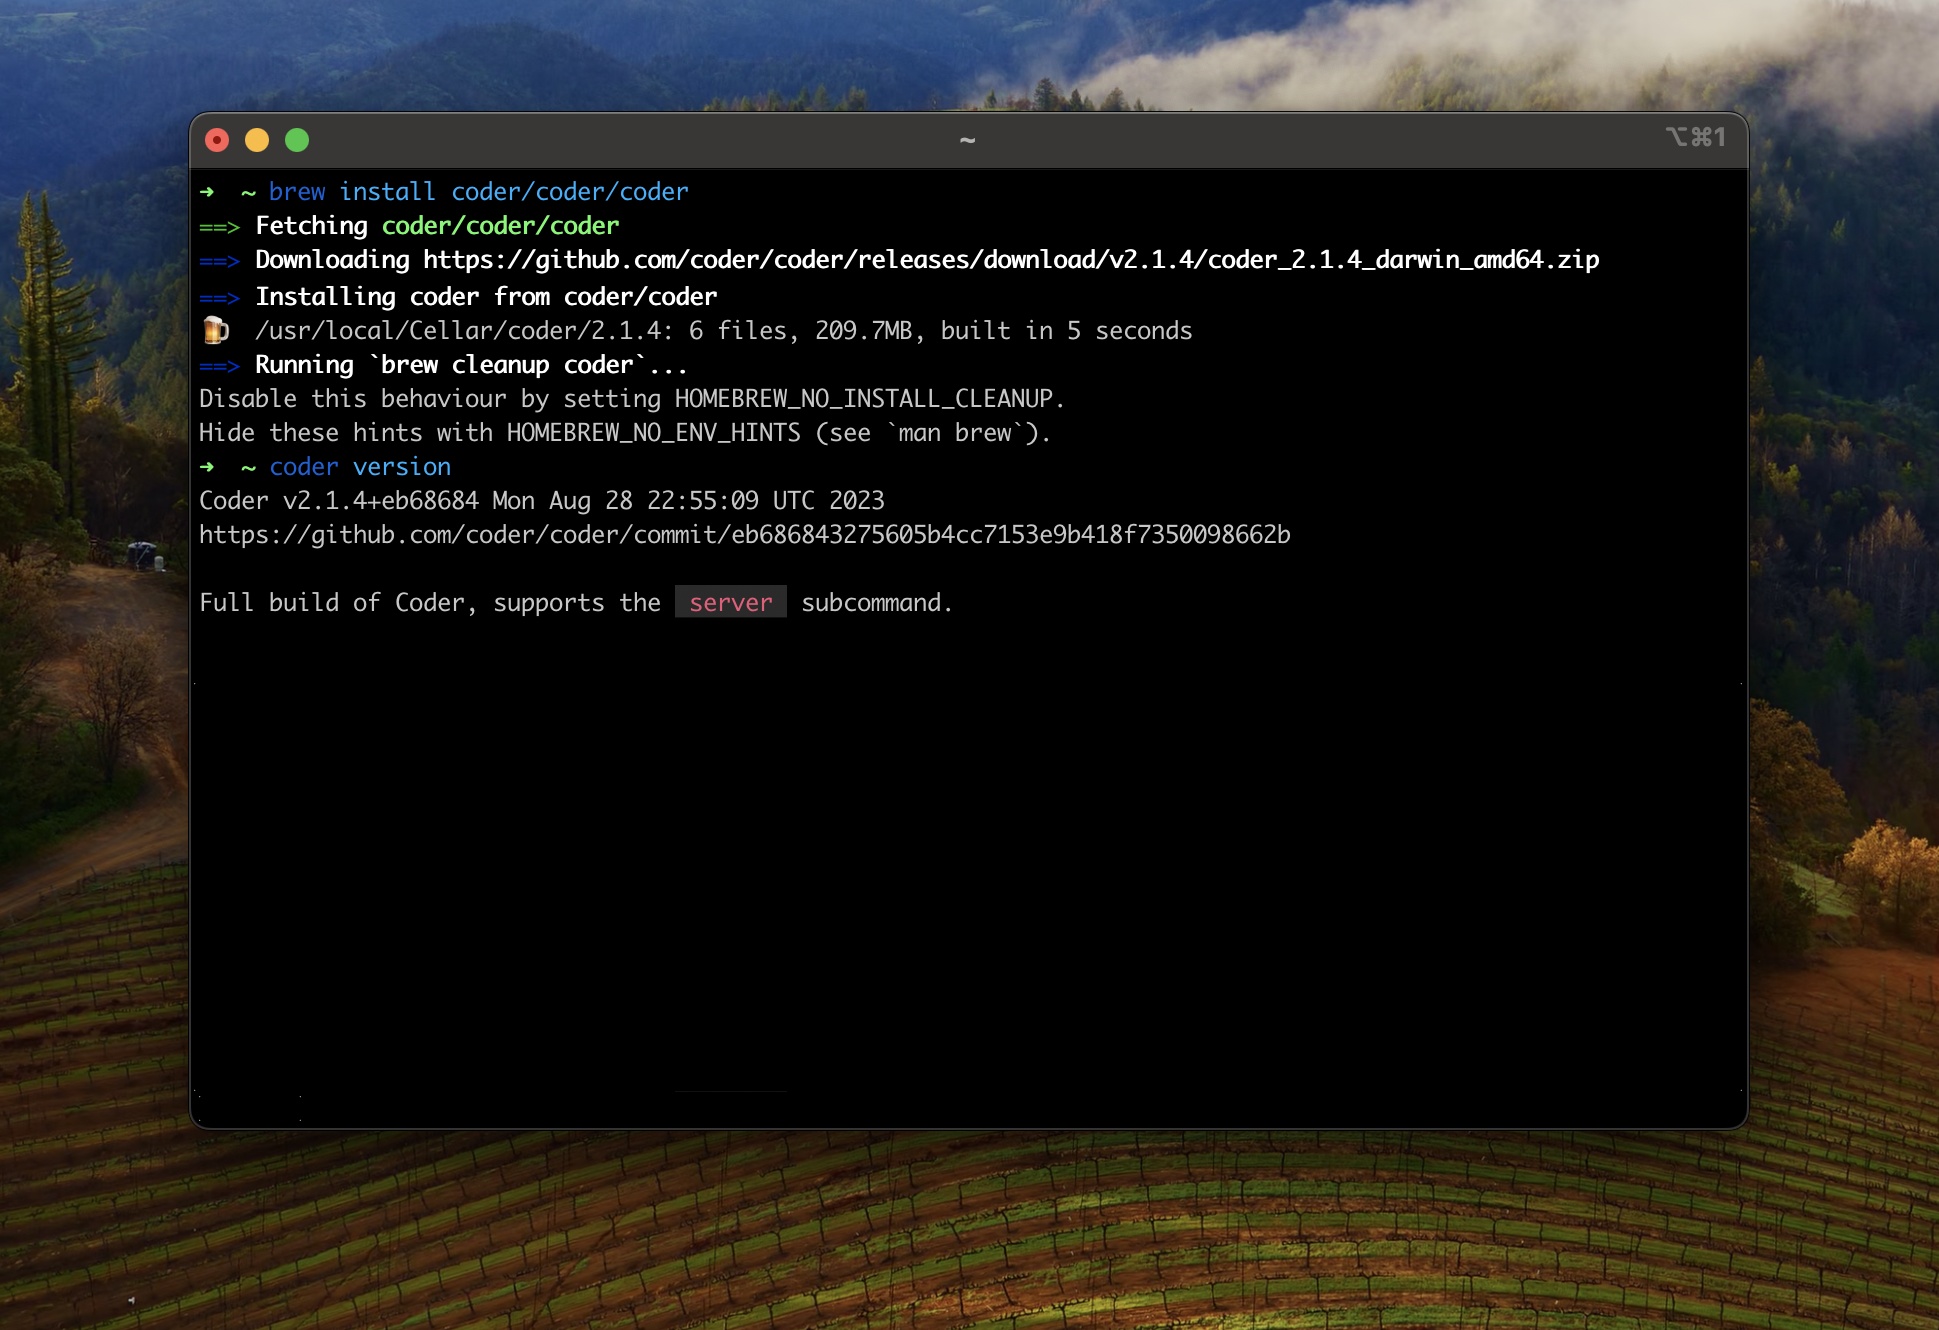 ~
⌥⌘1
➜ ~ brew install coder/coder/coder
==> Fetching coder/coder/coder
==> Downloading https://github.com/coder/coder/releases/download/v2.1.4/coder_2.1.4_darwin_amd64.zip
==> Installing coder from coder/coder
🍺 /usr/local/Cellar/coder/2.1.4: 6 files, 209.7MB, built in 5 seconds
==> Running `brew cleanup coder`...
Disable this behaviour by setting HOMEBREW_NO_INSTALL_CLEANUP.
Hide these hints with HOMEBREW_NO_ENV_HINTS (see `man brew`).
➜ ~ coder version
Coder v2.1.4+eb68684 Mon Aug 28 22:55:09 UTC 2023
https://github.com/coder/coder/commit/eb686843275605b4cc7153e9b418f7350098662b
Full build of Coder, supports the server subcommand.